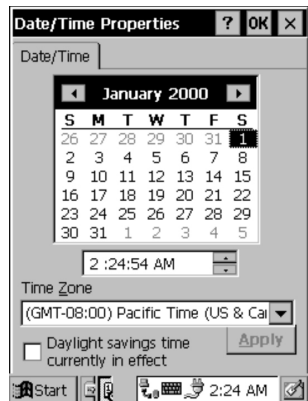 Date/Time Properties ? OK ×
Date/Time
January 2000
S M T W T F S
26 27 28 29 30 31 1
2 3 4 5 6 7 8
9 10 11 12 13 14 15
16 17 18 19 20 21 22
23 24 25 26 27 28 29
30 31 1 2 3 4 5
2 :24:54 AM
Time Zone
(GMT-08:00) Pacific Time (US & Ca
Daylight savings time
currently in effect
Apply
Start 2:24 AM